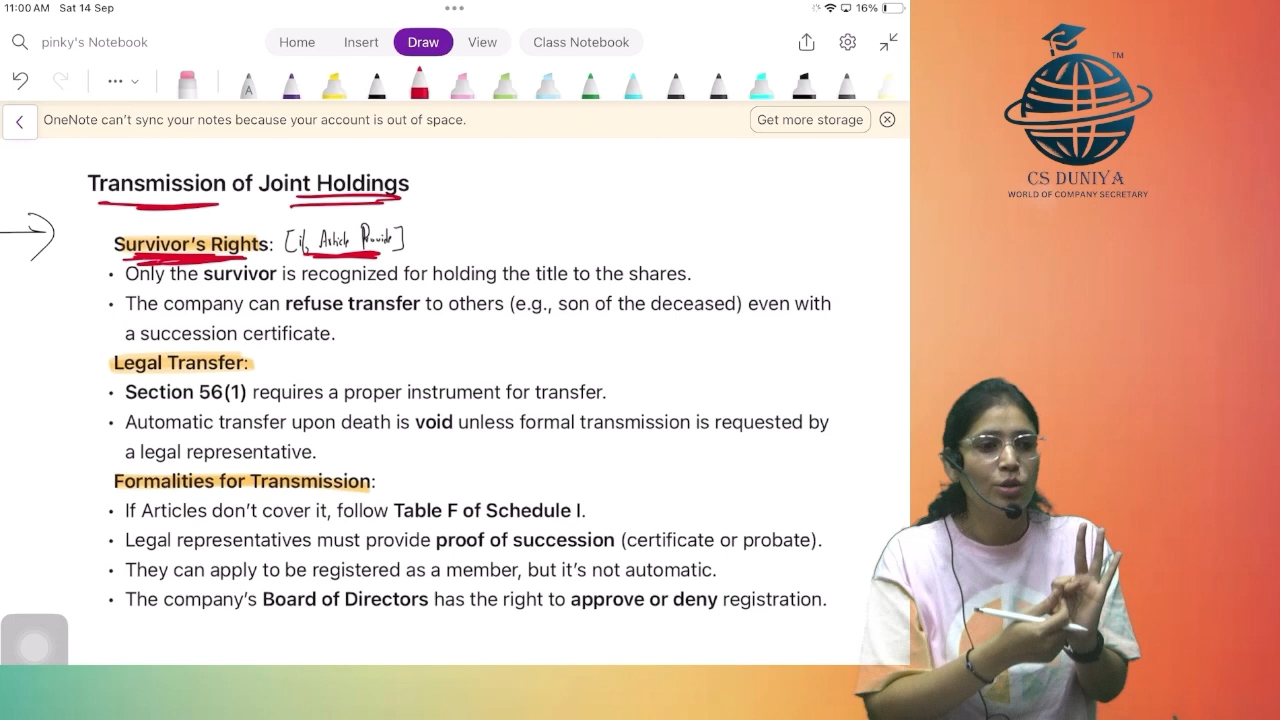 11:00 AM Sat 14 Sep
16%
pinky's Notebook
Home Insert Draw View Class Notebook
A
OneNote can't sync your notes because your account is out of space.
Get more storage
Transmission of Joint Holdings
Survivor's Rights: [if Article Provide]
• Only the survivor is recognized for holding the title to the shares.
• The company can refuse transfer to others (e.g., son of the deceased) even with
a succession certificate.
Legal Transfer:
• Section 56(1) requires a proper instrument for transfer.
• Automatic transfer upon death is void unless formal transmission is requested by
a legal representative.
Formalities for Transmission:
• If Articles don't cover it, follow Table F of Schedule I.
• Legal representatives must provide proof of succession (certificate or probate).
• They can apply to be registered as a member, but it's not automatic.
• The company's Board of Directors has the right to approve or deny registration.
TM
CS DUNIYA
WORLD OF COMPANY SECRETARY